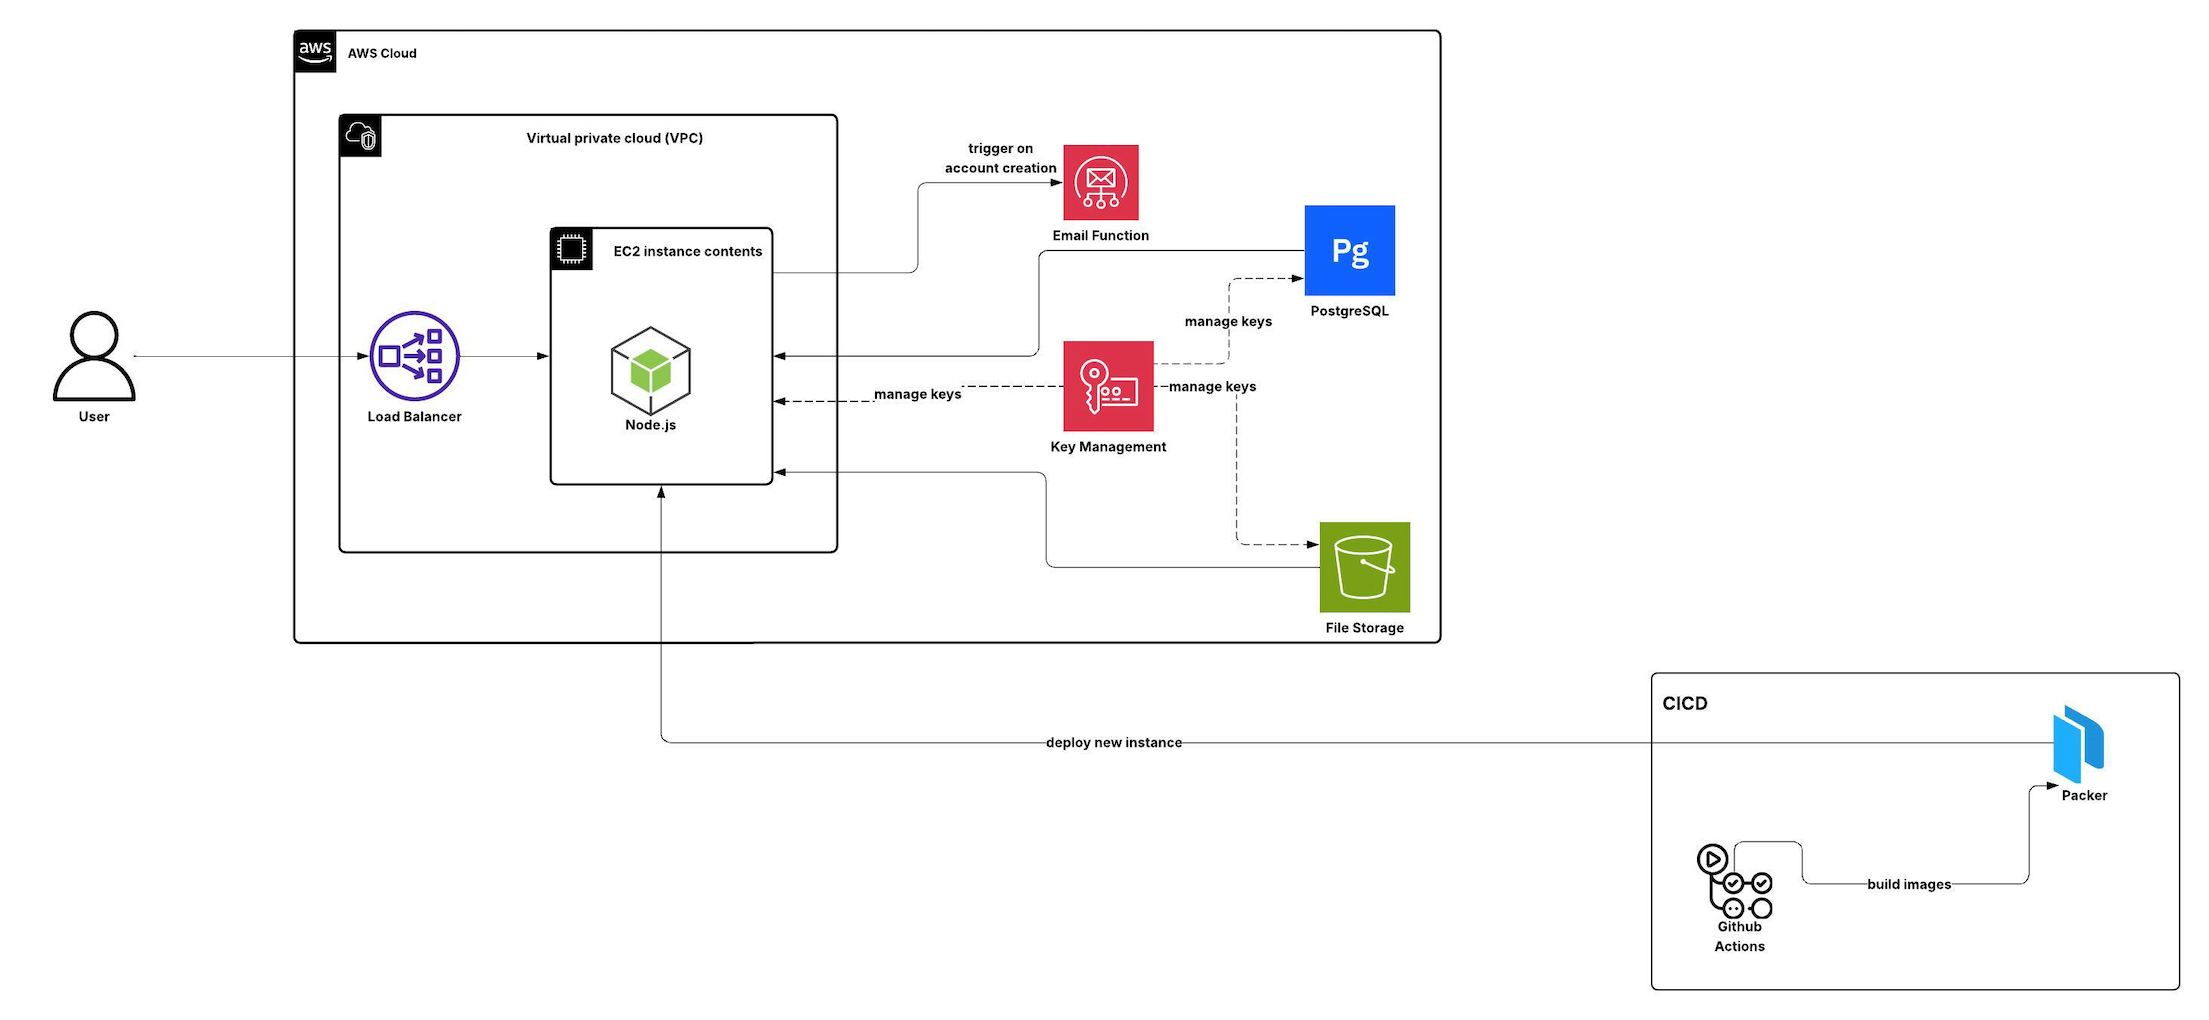 aws
AWS Cloud
Virtual private cloud (VPC)
trigger on
account creation
Email Function
EC2 instance contents
Pg
PostgreSQL
manage keys
manage keys
manage keys
Key Management
User
Load Balancer
Node.js
File Storage
CICD
deploy new instance
Packer
build images
Github
Actions